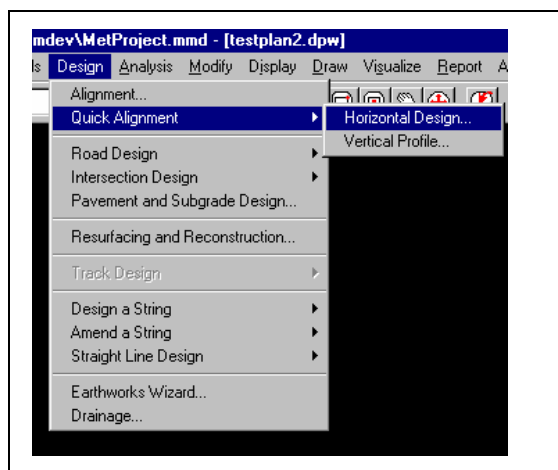 mdev\MetProject.mmd - [testplan2.dpw]
ls Design Analysis Modify Display Draw Visualize Report A
Alignment...
Quick Alignment
Horizontal Design...
Vertical Profile...
Road Design
Intersection Design
Pavement and Subgrade Design...
Resurfacing and Reconstruction...
Track Design
Design a String
Amend a String
Straight Line Design
Earthworks Wizard...
Drainage...